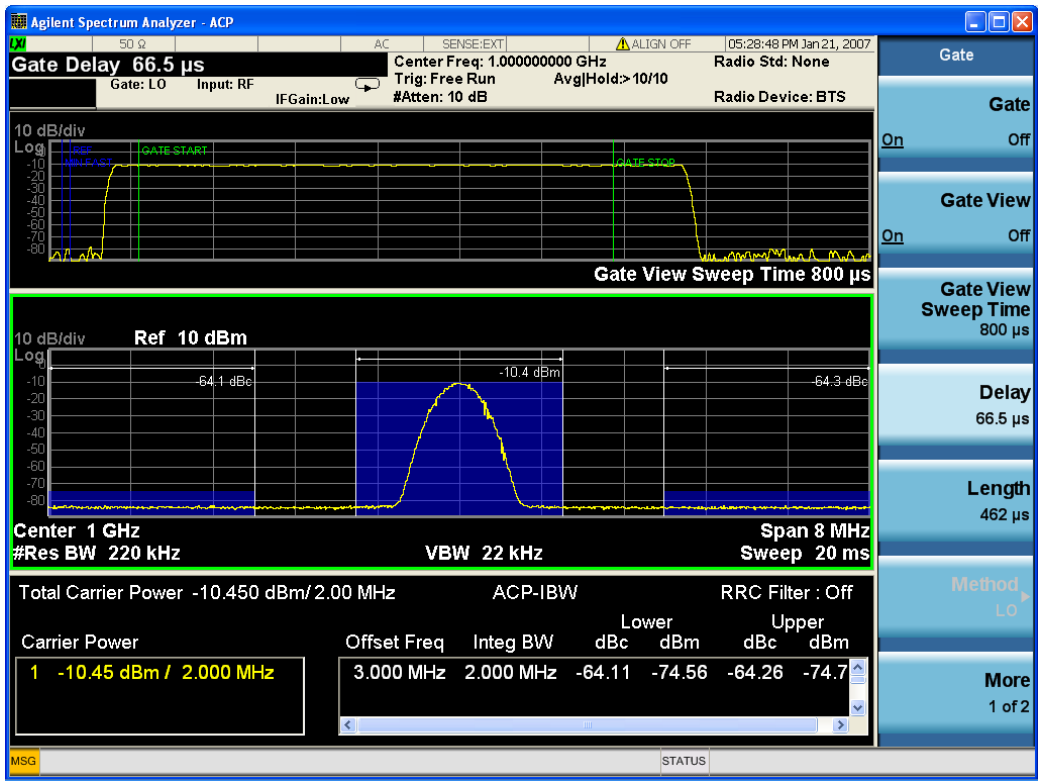 Agilent Spectrum Analyzer - ACP
LXI 50 Ω AC SENSE:EXT ALIGN OFF 05:28:48 PM Jan 21, 2007
Gate Delay 66.5 µs
Center Freq: 1.000000000 GHz Radio Std: None
Trig: Free Run Avg|Hold:>10/10
Gate: LO Input: RF
IFGain:Low #Atten: 10 dB Radio Device: BTS
10 dB/div
Log
REF
GATE START
MIN FAST
GATE STOP
-10
-20
-30
-40
-50
-60
-70
-80
Gate View Sweep Time 800 µs
10 dB/div Ref 10 dBm
Log
0
-64.1 dBc
-10.4 dBm
-64.3 dBc
-10
-20
-30
-40
-50
-60
-70
-80
Center 1 GHz Span 8 MHz
#Res BW 220 kHz VBW 22 kHz Sweep 20 ms
Total Carrier Power -10.450 dBm/ 2.00 MHz ACP-IBW RRC Filter : Off
Lower Upper
Carrier Power Offset Freq Integ BW dBc dBm dBc dBm
1 -10.45 dBm / 2.000 MHz 3.000 MHz 2.000 MHz -64.11 -74.56 -64.26 -74.7
MSG STATUS
Gate
Gate
On Off
Gate View
On Off
Gate View
Sweep Time
800 µs
Delay
66.5 µs
Length
462 µs
Method
LO
More
1 of 2